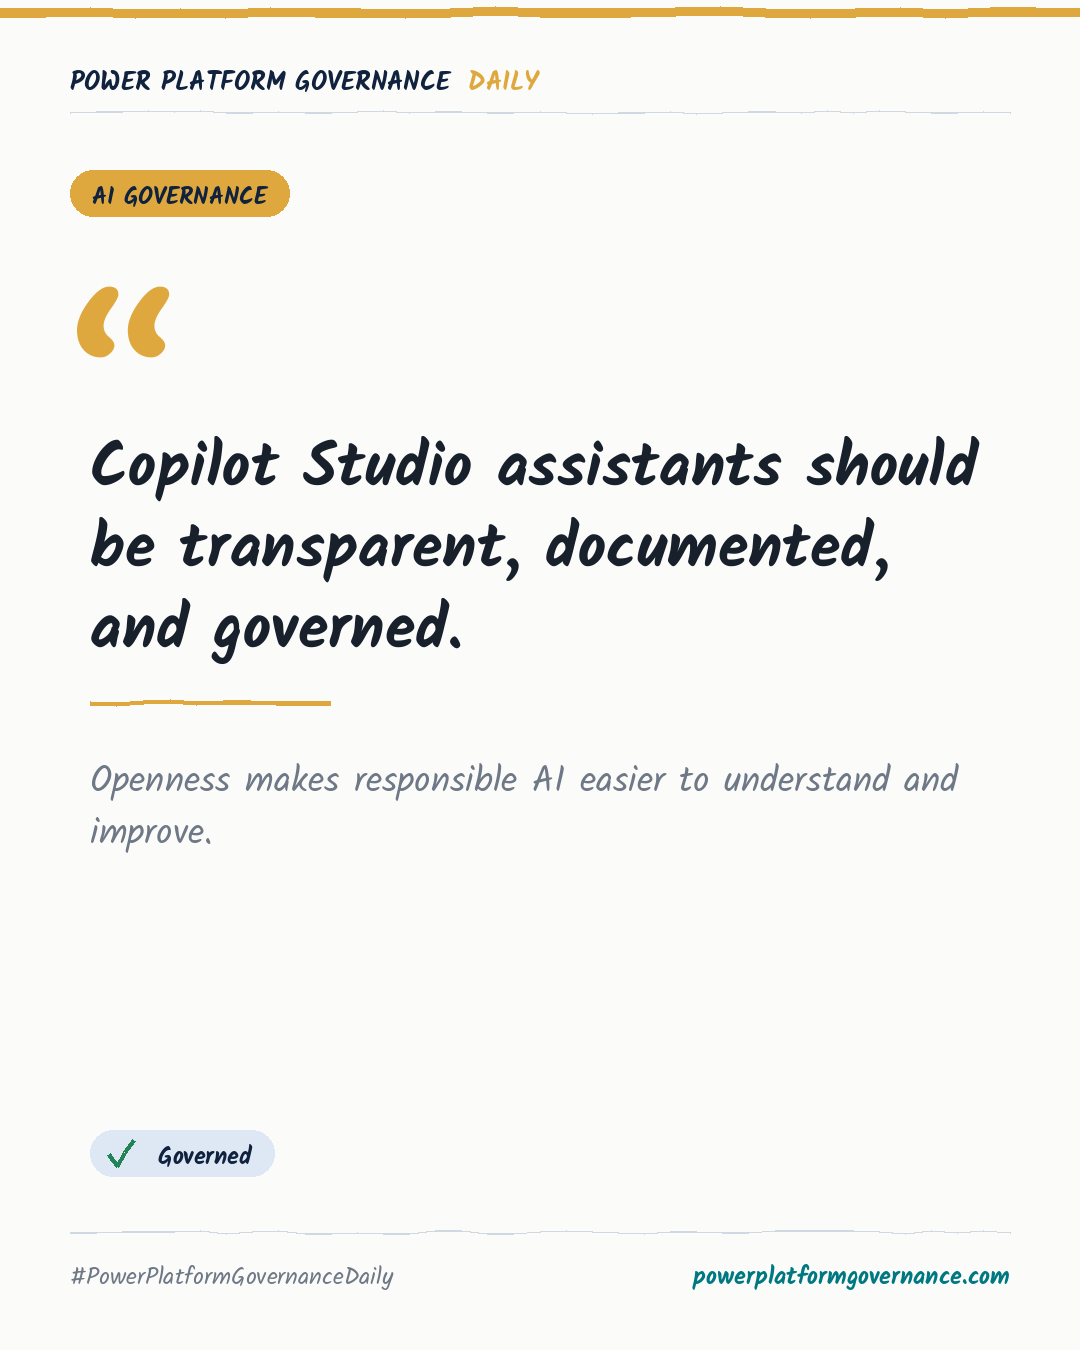 POWER PLATFORM GOVERNANCE DAILY
AI GOVERNANCE
“
Copilot Studio assistants should
be transparent, documented,
and governed.
Openness makes responsible AI easier to understand and
improve.
✓ Governed
#PowerPlatformGovernanceDaily
powerplatformgovernance.com